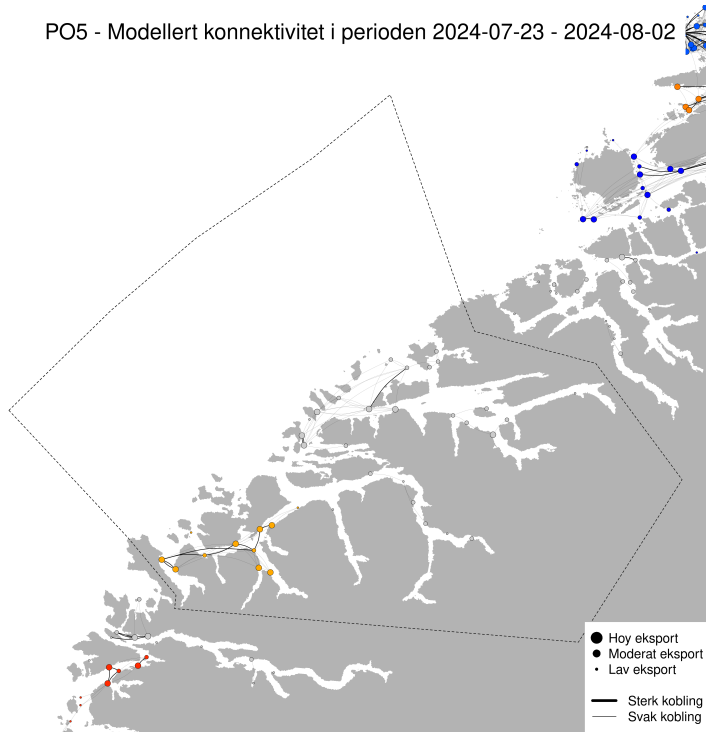 PO5 - Modellert konnektivitet i perioden 2024-07-23 - 2024-08-02
Hoy eksport
Moderat eksport
Lav eksport
Sterk kobling
Svak kobling